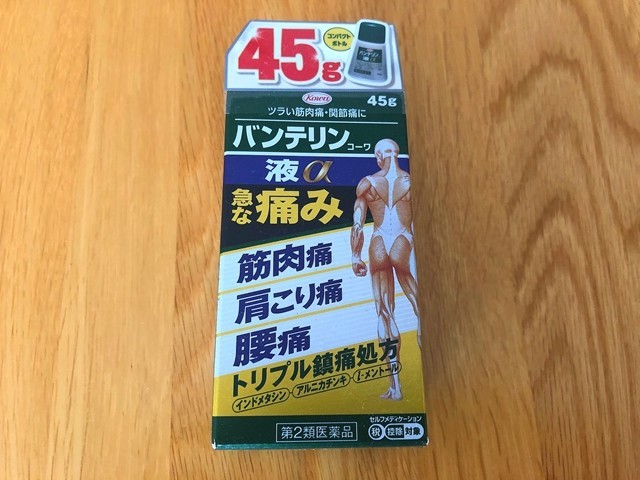 45g
コンパクト
ボトル
Kowa
45g
ツラい筋肉痛・関節痛に
バンテリンコーワ
液α
急な痛み
筋肉痛
肩こり痛
腰痛
トリプル鎮痛処方
インドメタシン アルニカチンキ l-メントール
セルフメディケーション
税 控除 対象
第2類医薬品